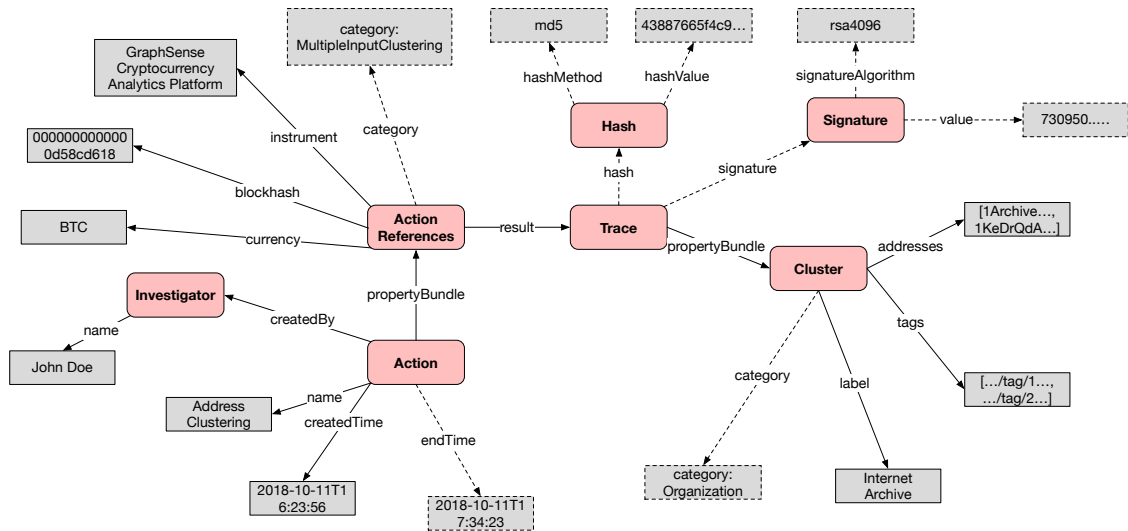 category:
MultipleInputClustering
md5
43887665f4c9...
rsa4096
GraphSense
Cryptocurrency
Analytics Platform
hashMethod
hashValue
signatureAlgorithm
Hash
Signature
value
730950.....
instrument
category
000000000000
0d58cd618
blockhash
hash
signature
BTC
currency
Action
References
result
Trace
propertyBundle
addresses
[1Archive...,
1KeDrQdA...]
Cluster
Investigator
propertyBundle
createdBy
name
tags
John Doe
Action
category
label
[.../tag/1...,
.../tag/2...]
name
Address
Clustering
createdTime
endTime
2018-10-11T1
6:23:56
2018-10-11T1
7:34:23
category:
Organization
Internet
Archive